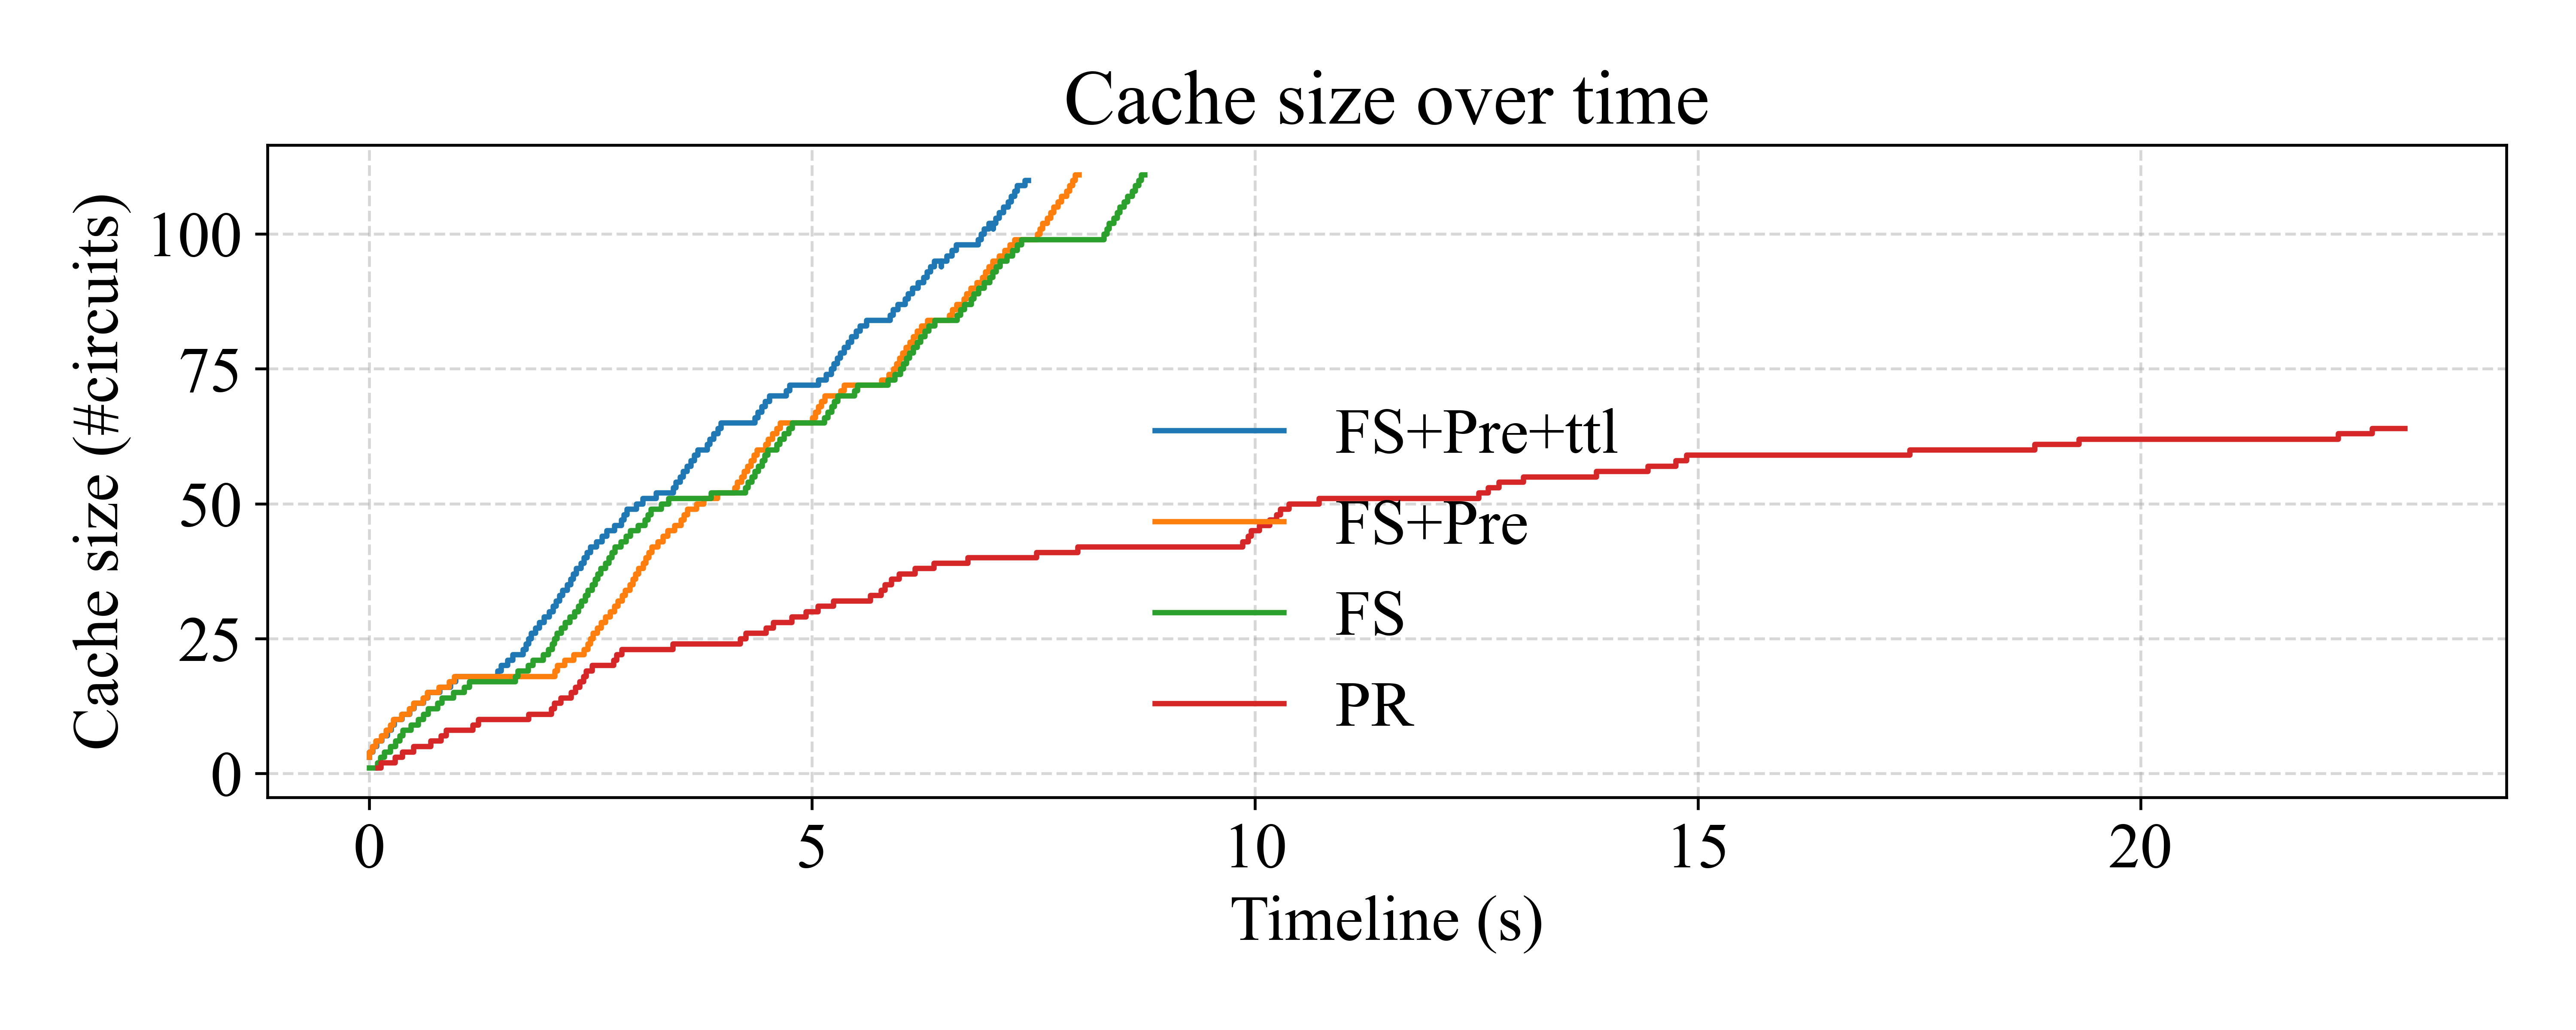 Cache size over time
Cache size (#circuits)
100
75
50
25
0
FS+Pre+ttl
FS+Pre
FS
PR
0 5 10 15 20
Timeline (s)